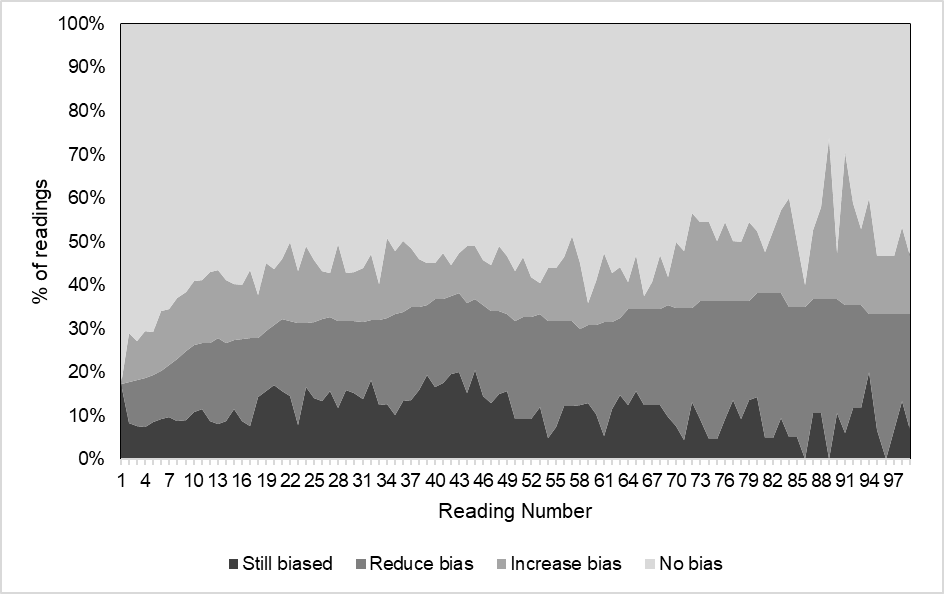 100%
90%
80%
70%
60%
50%
40%
30%
20%
10%
0%
% of readings
1 4 7 10 13 16 19 22 25 28 31 34 37 40 43 46 49 52 55 58 61 64 67 70 73 76 79 82 85 88 91 94 97
Reading Number
Still biased Reduce bias Increase bias No bias